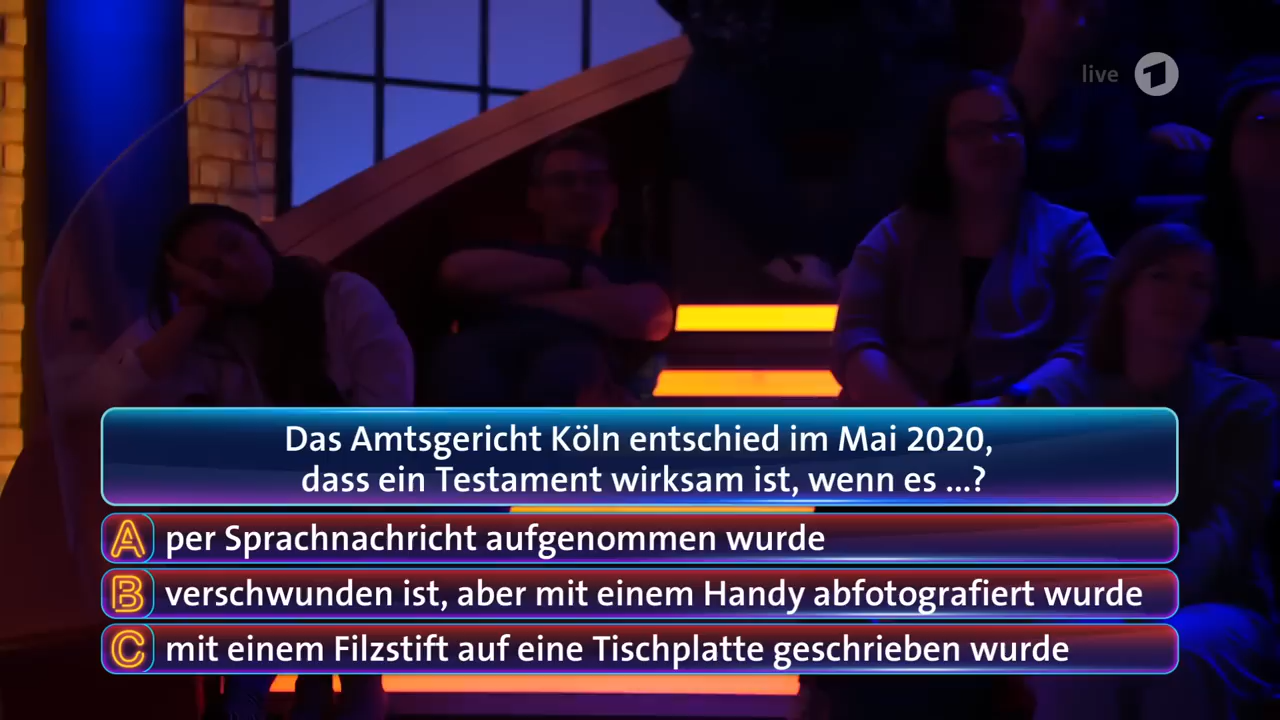 live 1
Das Amtsgericht Köln entschied im Mai 2020,
dass ein Testament wirksam ist, wenn es ...?
A per Sprachnachricht aufgenommen wurde
B verschwunden ist, aber mit einem Handy abfotografiert wurde
C mit einem Filzstift auf eine Tischplatte geschrieben wurde